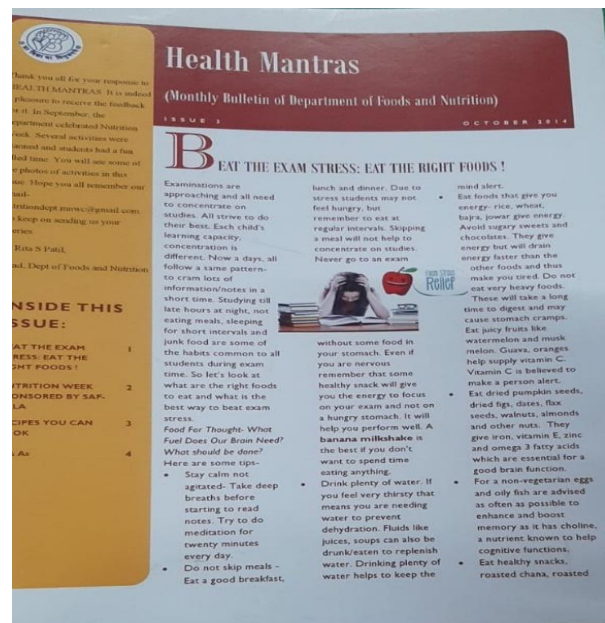 Health Mantras
(Monthly Bulletin of Department of Foods and Nutrition)
ISSUE 3
OCTOBER 2014
hank you all for your response to
EALTH MANTRAS. It is indeed
pleasure to receive the feedback
r it. In September, the
epartment celebrated Nutrition
eek. Several activities were
anned and students had a fun
lled time. You will see some of
e photos of activities in this
ue. Hope you all remember our
ail-
tritiondept.mnwc@gmail.com
keep on sending us your
eries
Rita S Patil,
ad, Dept of Foods and Nutrition
NSIDE THIS
SSUE:
AT THE EXAM 1
RESS: EAT THE
GHT FOODS !
TRITION WEEK 2
ONSORED BY SAF-
LA
CIPES YOU CAN 3
OK
As 4
BEAT THE EXAM STRESS: EAT THE RIGHT FOODS !
Examinations are
approaching and all need
to concentrate on
studies. All strive to do
their best. Each child's
learning capacity,
concentration is
different. Now a days, all
follow a same pattern-
to cram lots of
information/notes in a
short time. Studying till
late hours at night, not
eating meals, sleeping
for short intervals and
junk food are some of
the habits common to all
students during exam
time. So let's look at
what are the right foods
to eat and what is the
best way to beat exam
stress.
Food For Thought- What
Fuel Does Our Brain Need?
What should be done?
Here are some tips-
• Stay calm not
agitated- Take deep
breaths before
starting to read
notes. Try to do
meditation for
twenty minutes
every day.
• Do not skip meals -
Eat a good breakfast,
lunch and dinner. Due to
stress students may not
feel hungry, but
remember to eat at
regular intervals. Skipping
a meal will not help to
concentrate on studies.
Never go to an exam
EXAM STRESS
Relief
without some food in
your stomach. Even if
you are nervous
remember that some
healthy snack will give
you the energy to focus
on your exam and not on
a hungry stomach. It will
help you perform well. A
banana milkshake is
the best if you don't
want to spend time
eating anything.
• Drink plenty of water. If
you feel very thirsty that
means you are needing
water to prevent
dehydration. Fluids like
juices, soups can also be
drunk/eaten to replenish
water. Drinking plenty of
water helps to keep the
mind alert.
• Eat foods that give you
energy- rice, wheat,
bajra, jowar give energy.
Avoid sugary sweets and
chocolates. They give
energy but will drain
energy faster than the
other foods and thus
make you tired. Do not
eat very heavy foods.
These will take a long
time to digest and may
cause stomach cramps.
Eat juicy fruits like
watermelon and musk
melon. Guava, oranges
help supply vitamin C.
Vitamin C is believed to
make a person alert.
• Eat dried pumpkin seeds,
dried figs, dates, flax
seeds, walnuts, almonds
and other nuts. They
give iron, vitamin E, zinc
and omega 3 fatty acids
which are essential for a
good brain function.
• For a non-vegetarian eggs
and oily fish are advised
as often as possible to
enhance and boost
memory as it has choline,
a nutrient known to help
cognitive functions.
• Eat healthy snacks,
roasted chana, roasted